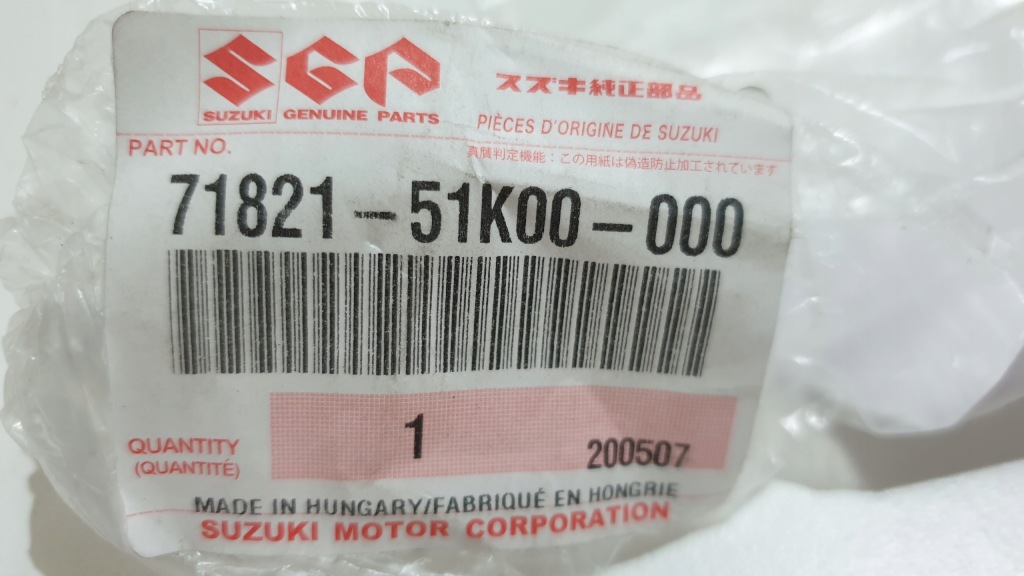 SGP
SUZUKI GENUINE PARTS
スズキ純正部品
PIÈCES D'ORIGINE DE SUZUKI
PART NO.
真贋判定機能：この用紙は偽造防止加工されています
71821-51K00-000
QUANTITY
(QUANTITÉ)
1
200507
MADE IN HUNGARY/FABRIQUÉ EN HONGRIE
SUZUKI MOTOR CORPORATION